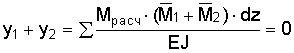 y₁ + y₂ = Σ M_расч · (M̅₁ + M̅₂) · dz / EJ = 0